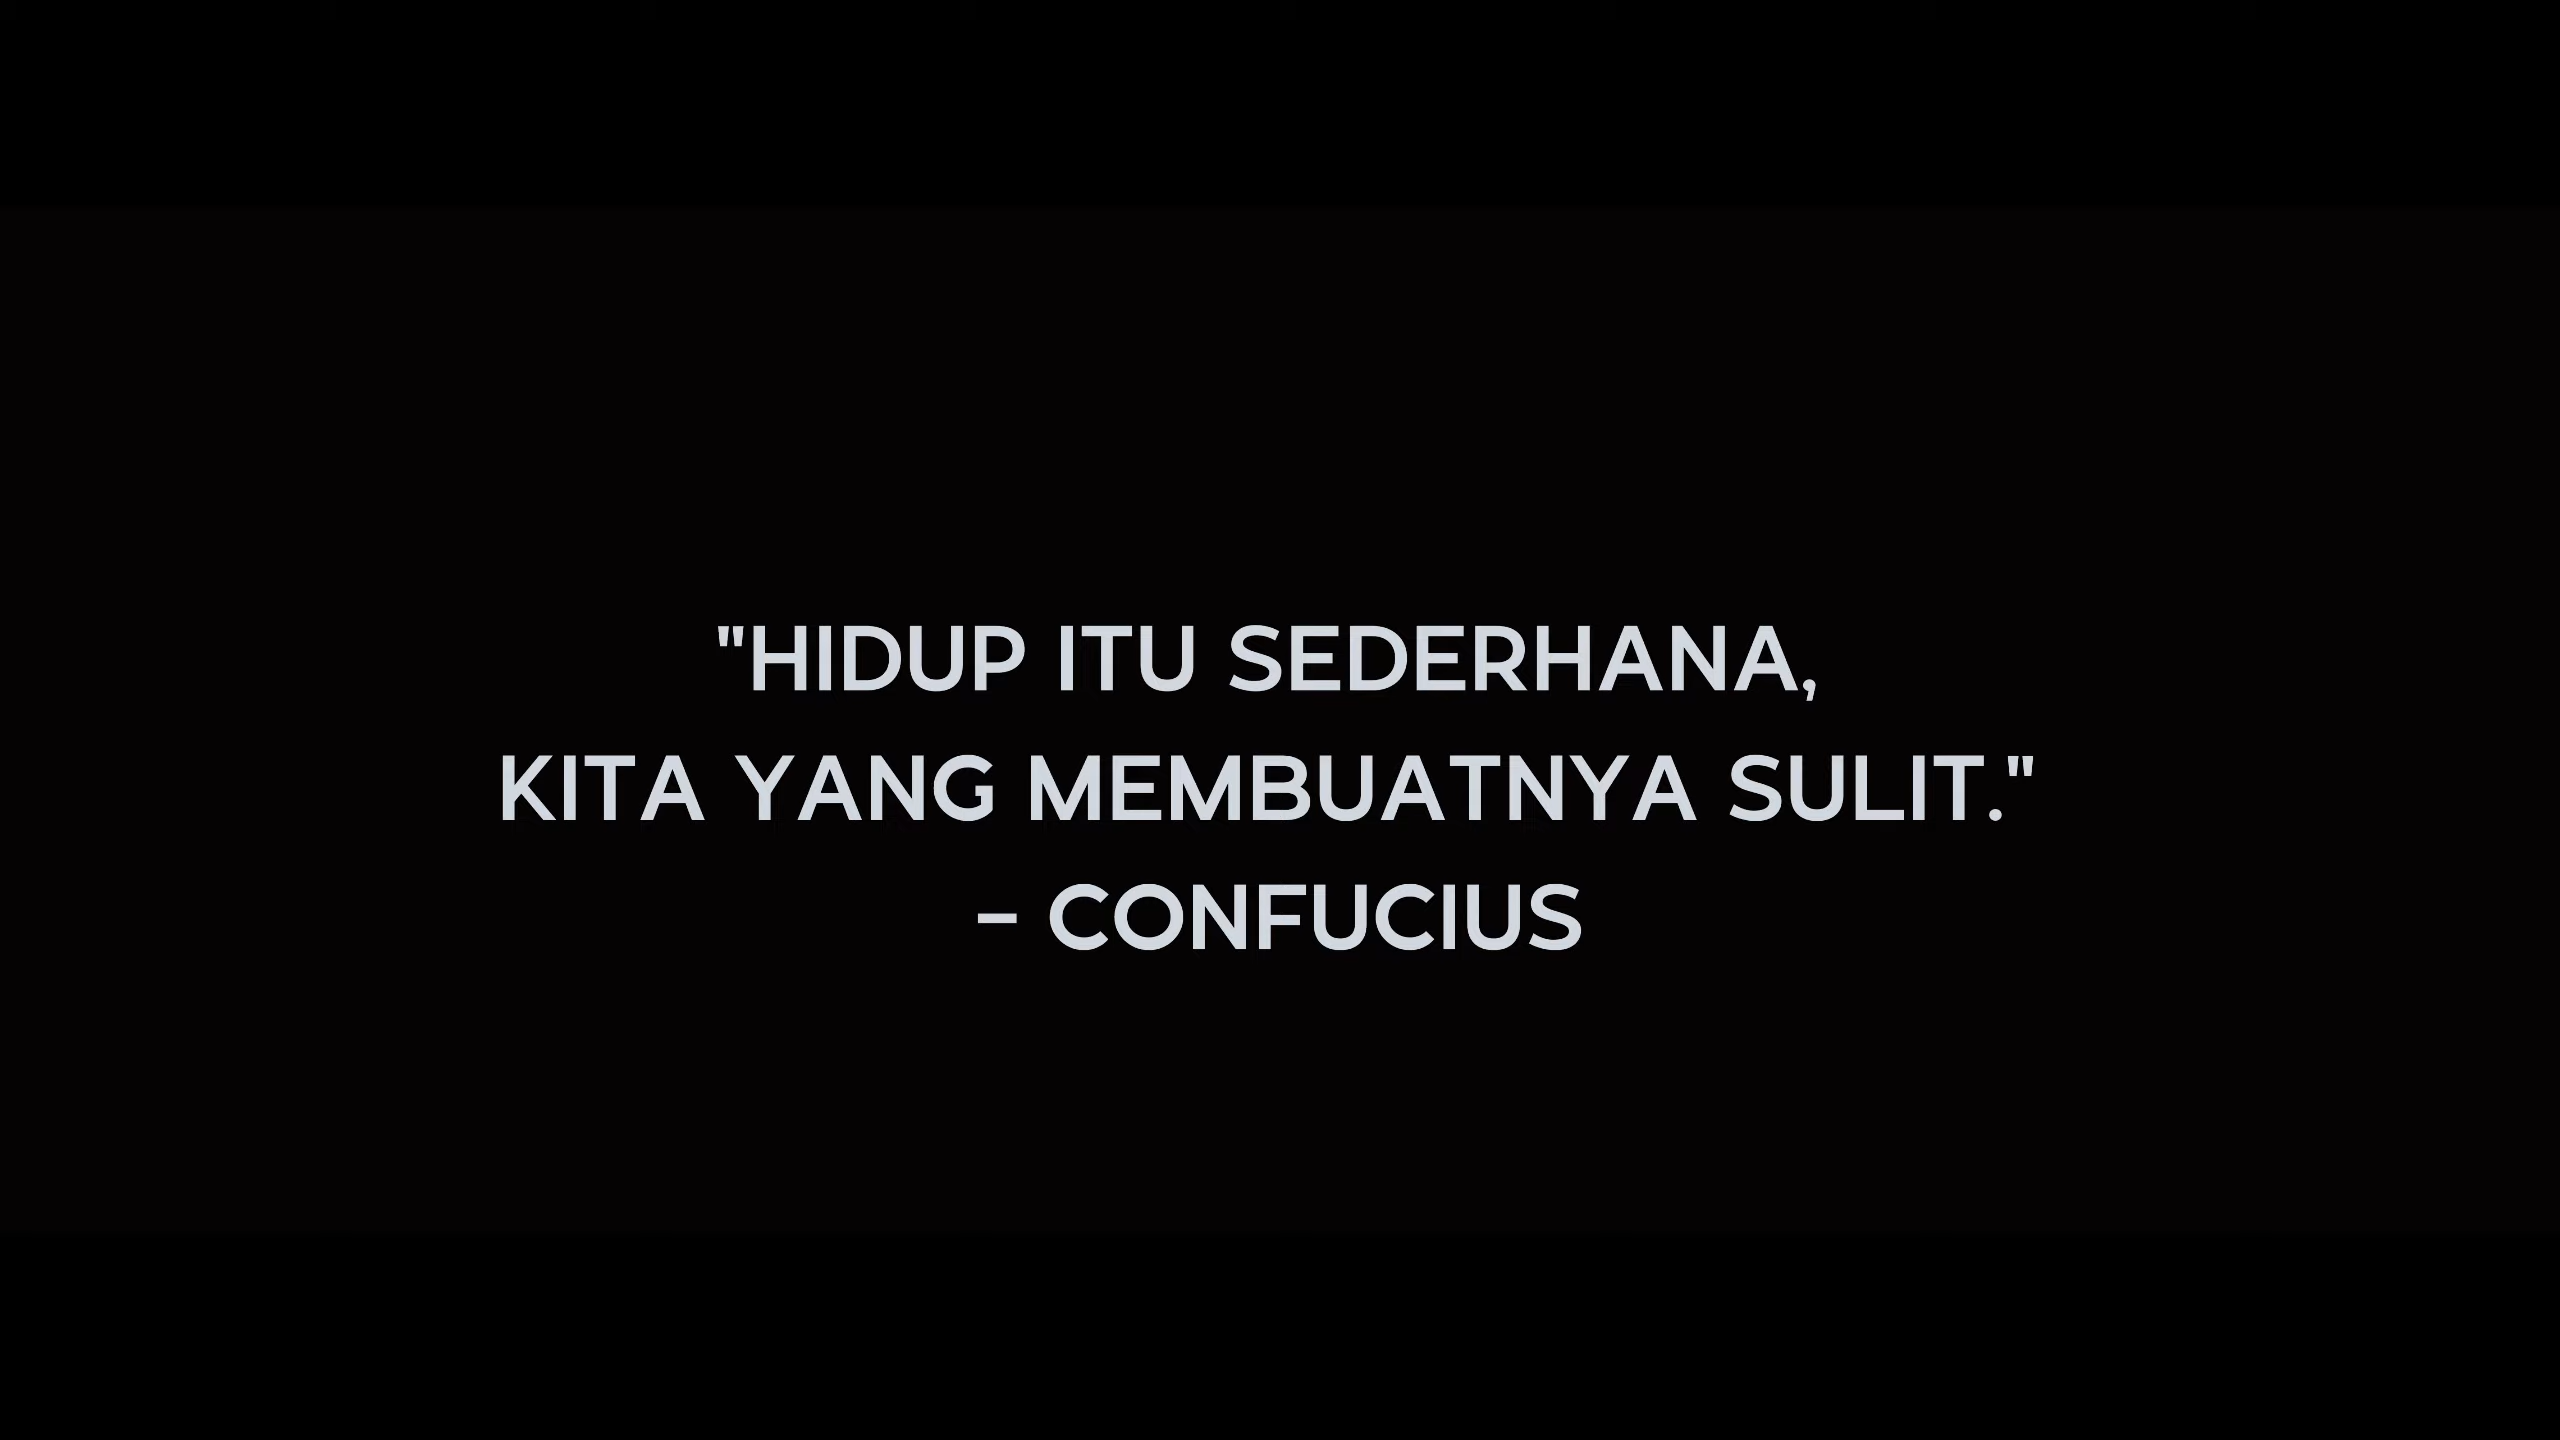 "HIDUP ITU SEDERHANA,
KITA YANG MEMBUATNYA SULIT."
- CONFUCIUS